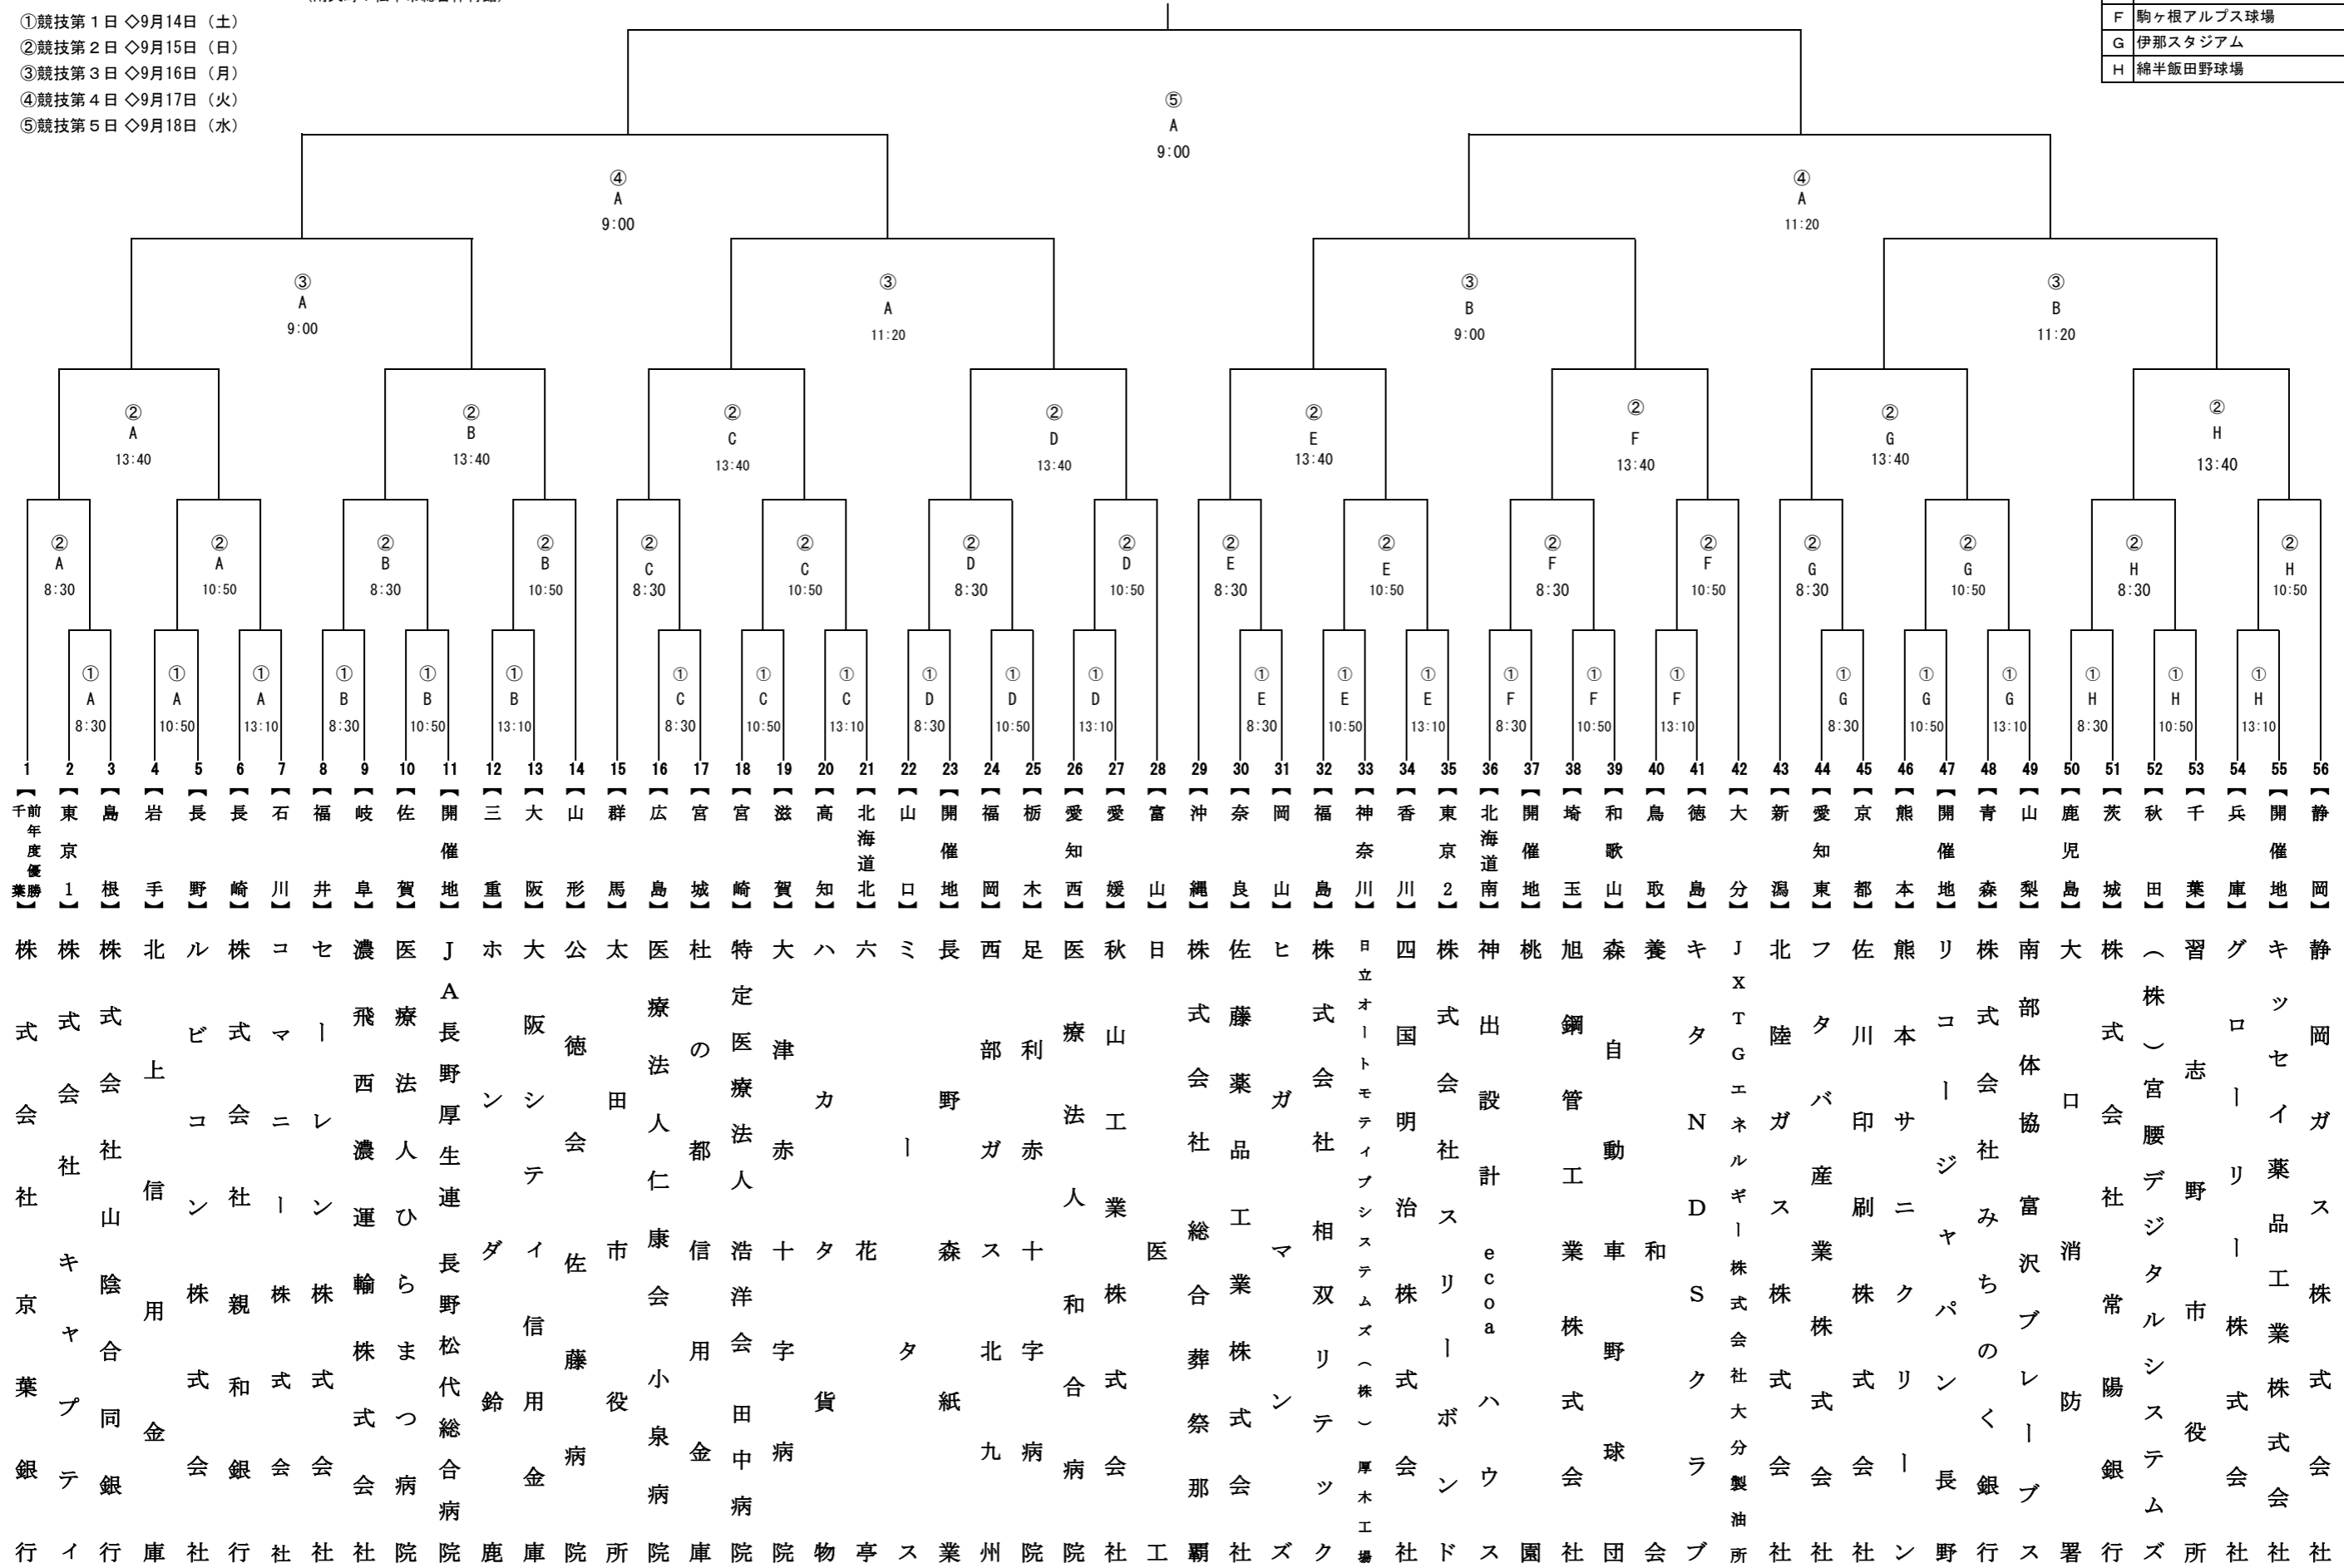 ①競技第１日 ◇9月14日（土）
②競技第２日 ◇9月15日（日）
③競技第３日 ◇9月16日（月）
④競技第４日 ◇9月17日（火）
⑤競技第５日 ◇9月18日（水）
F 駒ヶ根アルプス球場
G 伊那スタジアム
H 綿半飯田野球場
⑤
A
9:00
④ ④
A A
9:00 11:20
③ ③ ③ ③
A A B B
9:00 11:20 9:00 11:20
② ② ② ② ② ② ② ②
A B C D E F G H
13:40 13:40 13:40 13:40 13:40 13:40 13:40 13:40
② ② ② ② ② ② ② ② ② ② ② ② ② ② ② ②
A A B B C C D D E E F F G G H H
8:30 10:50 8:30 10:50 8:30 10:50 8:30 10:50 8:30 10:50 8:30 10:50 8:30 10:50 8:30 10:50
① ① ① ① ① ① ① ① ① ① ① ① ① ① ① ① ① ① ① ① ① ① ① ①
A A A B B B C C C D D D E E E F F F G G G H H H
8:30 10:50 13:10 8:30 10:50 13:10 8:30 10:50 13:10 8:30 10:50 13:10 8:30 10:50 13:10 8:30 10:50 13:10 8:30 10:50 13:10 8:30 10:50 13:10
1 【前年度優勝 千葉】 株式会社京葉銀行
2 【東京1】 株式会社キャプティ
3 【島根】 株式会社山陰合同銀行
4 【岩手】 北上信用金庫
5 【長野】 ルビコン株式会社
6 【長崎】 株式会社親和銀行
7 【石川】 コマニー株式会社
8 【福井】 セーレン株式会社
9 【岐阜】 濃飛西濃運輸株式会社
10 【佐賀】 医療法人ひらまつ病院
11 【開催地】 JA長野厚生連長野松代総合病院
12 【三重】 ホンダ鈴鹿
13 【大阪】 大阪シティ信用金庫
14 【山形】 公徳会佐藤病院
15 【群馬】 太田市役所
16 【広島】 医療法人仁康会小泉病院
17 【宮城】 杜の都信用金庫
18 【宮崎】 特定医療法人浩洋会田中病院
19 【滋賀】 大津赤十字病院
20 【高知】 ハカタ貨物
21 【北海道北】 六花亭
22 【山口】 ミータス
23 【開催地】 長野森紙業
24 【福岡】 西部ガス北九州
25 【栃木】 足利赤十字病院
26 【愛知西】 医療法人和合病院
27 【愛媛】 秋山工業株式会社
28 【富山】 日医工
29 【沖縄】 株式会社総合葬祭那覇
30 【奈良】 佐藤薬品工業株式会社
31 【岡山】 ヒガマンズ
32 【福島】 株式会社相双リテック
33 【神奈川】 日立オートモティブシステムズ（株）厚木工場
34 【香川】 四国明治株式会社
35 【東京2】 株式会社スリーボンド
36 【北海道南】 神出設計ecoaハウス
37 【開催地】 桃園
38 【埼玉】 旭鋼管工業株式会社
39 【和歌山】 森自動車野球団
40 【鳥取】 養和会
41 【徳島】 キタNDSクラブ
42 【大分】 JXTGエネルギー株式会社大分製油所
43 【新潟】 北陸ガス株式会社
44 【愛知東】 フタバ産業株式会社
45 【京都】 佐川印刷株式会社
46 【熊本】 熊本サニクリーン
47 【開催地】 リコージャパン長野
48 【青森】 株式会社みちのく銀行
49 【山梨】 南部体協富沢ブレーブス
50 【鹿児島】 大口消防署
51 【茨城】 株式会社常陽銀行
52 【秋田】 （株）宮腰デジタルシステムズ
53 【千葉】 習志野市役所
54 【兵庫】 グローリー株式会社
55 【開催地】 キッセイ薬品工業株式会社
56 【静岡】 静岡ガス株式会社